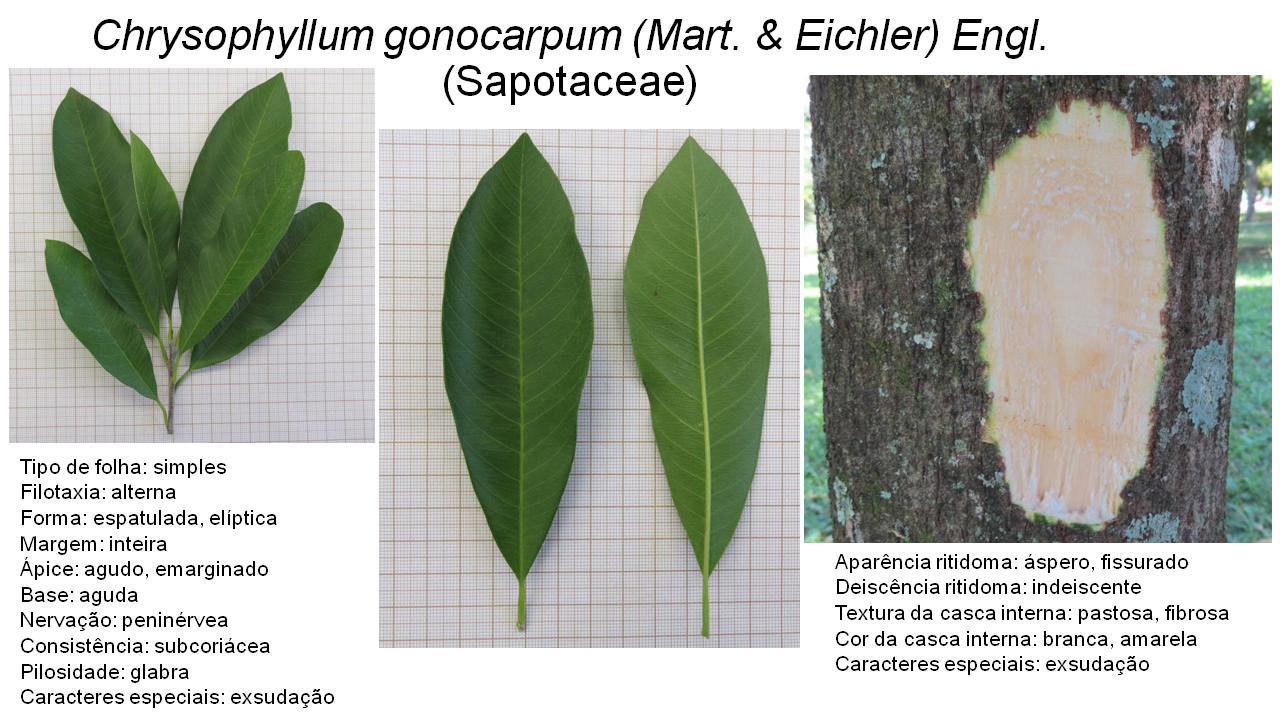 Chrysophyllum gonocarpum (Mart. & Eichler) Engl.
(Sapotaceae)
Tipo de folha: simples
Filotaxia: alterna
Forma: espatulada, elíptica
Margem: inteira
Ápice: agudo, emarginado
Base: aguda
Nervação: peninérvea
Consistência: subcoriácea
Pilosidade: glabra
Caracteres especiais: exsudação
Aparência ritidoma: áspero, fissurado
Deiscência ritidoma: indeiscente
Textura da casca interna: pastosa, fibrosa
Cor da casca interna: branca, amarela
Caracteres especiais: exsudação